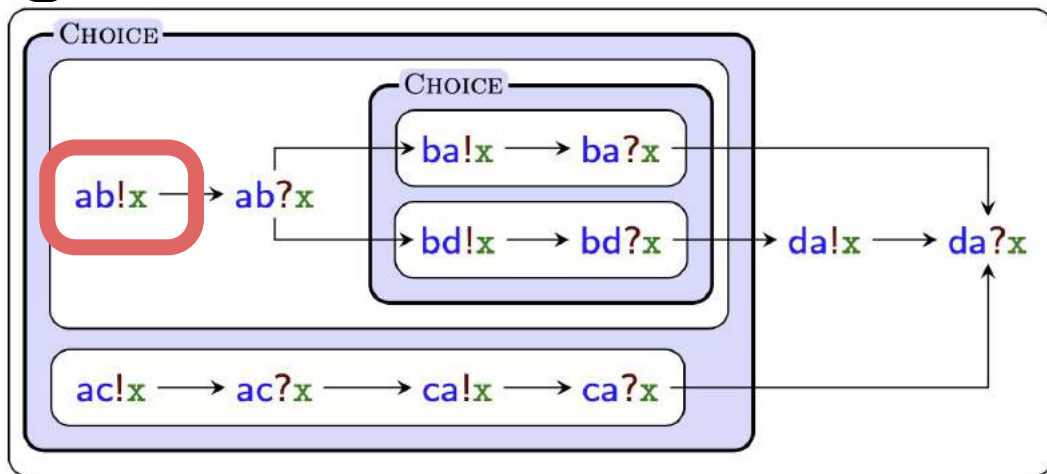 CHOICE
CHOICE
ba!x ba?x
ab!x ab?x
bd!x bd?x da!x da?x
ac!x ac?x ca!x ca?x